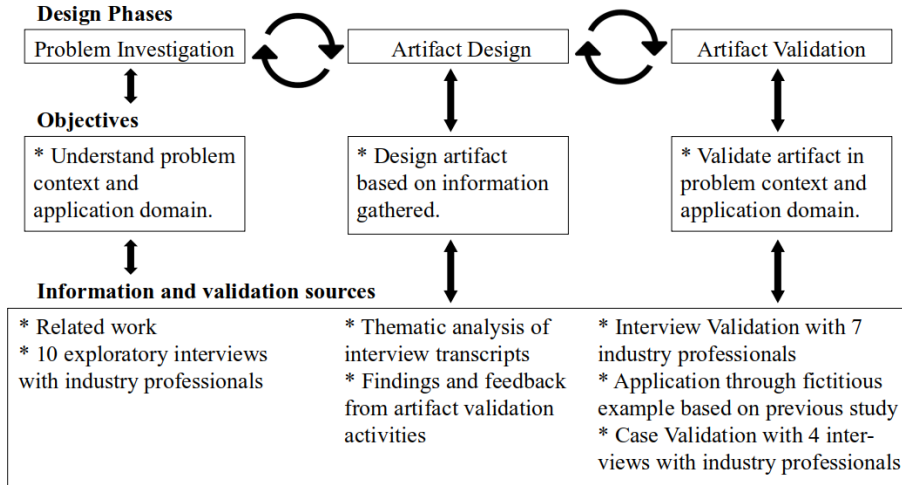 Design Phases
Problem Investigation
Artifact Design
Artifact Validation
Objectives
* Understand problem
context and
application domain.
* Design artifact
based on information
gathered.
* Validate artifact in
problem context and
application domain.
Information and validation sources
* Related work
* 10 exploratory interviews
with industry professionals
* Thematic analysis of
interview transcripts
* Findings and feedback
from artifact validation
activities
* Interview Validation with 7
industry professionals
* Application through fictitious
example based on previous study
* Case Validation with 4 inter-
views with industry professionals